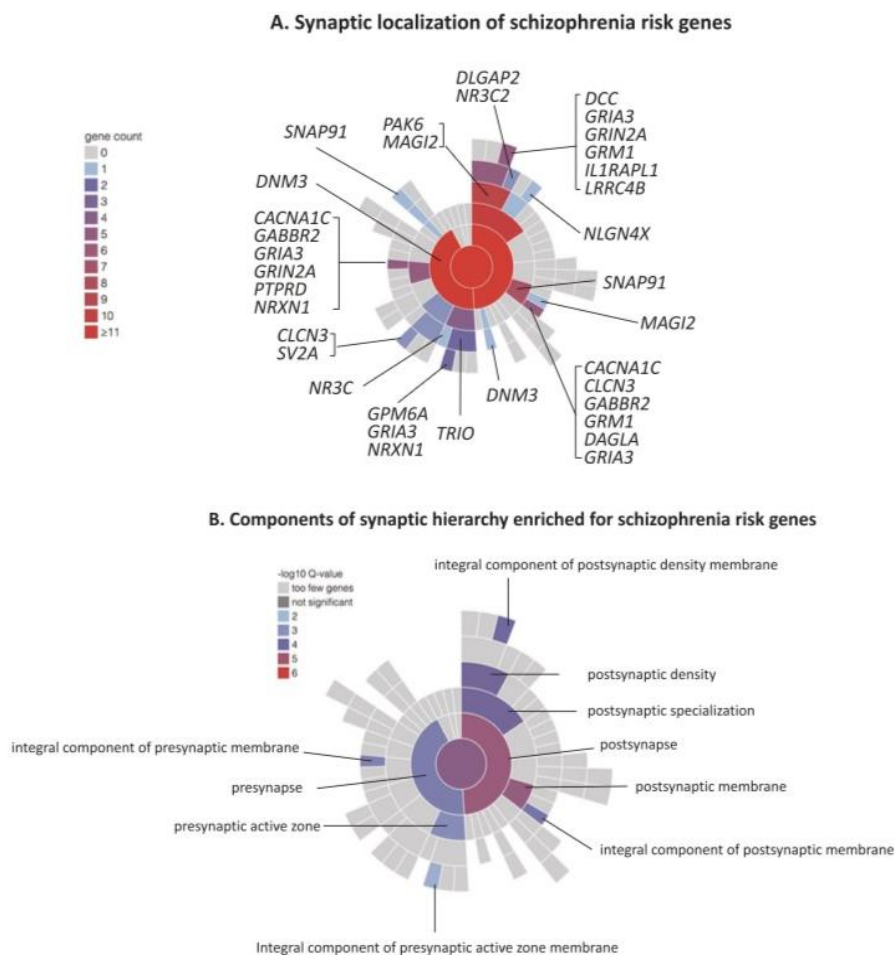 A. Synaptic localization of schizophrenia risk genes
gene count
0
1
2
3
4
5
6
7
8
9
10
≥11
SNAP91
DNM3
CACNA1C
GABBR2
GRIA3
GRIN2A
PTPRD
NRXN1
CLCN3
SV2A
NR3C
GPM6A
GRIA3
NRXN1
TRIO
DNM3
PAK6
MAGI2
DLGAP2
NR3C2
DCC
GRIA3
GRIN2A
GRM1
IL1RAPL1
LRRC4B
NLGN4X
SNAP91
MAGI2
CACNA1C
CLCN3
GABBR2
GRM1
DAGLA
GRIA3
B. Components of synaptic hierarchy enriched for schizophrenia risk genes
-log10 Q-value
too few genes
not significant
2
3
4
5
6
integral component of postsynaptic density membrane
postsynaptic density
postsynaptic specialization
postsynapse
postsynaptic membrane
integral component of postsynaptic membrane
integral component of presynaptic membrane
presynapse
presynaptic active zone
Integral component of presynaptic active zone membrane